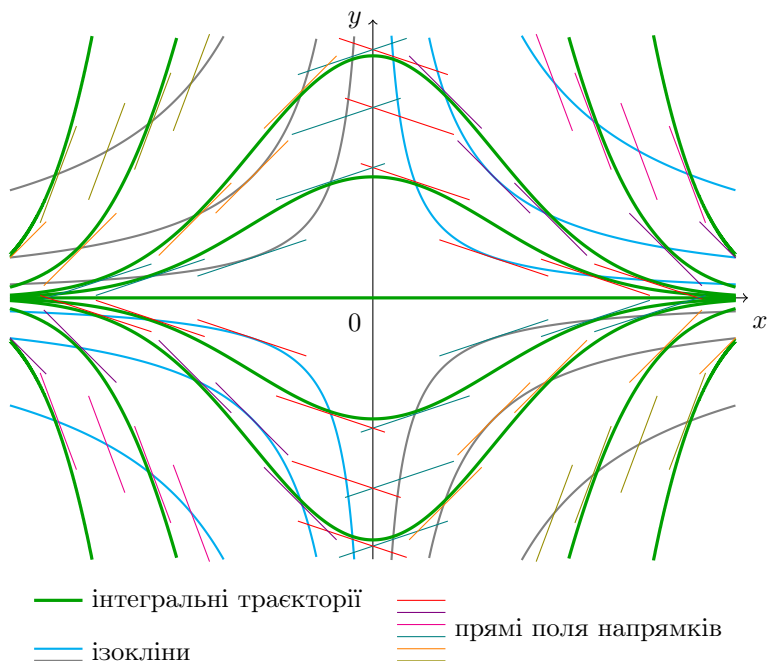 y
0
x
інтегральні траєкторії
прямі поля напрямків
ізокліни